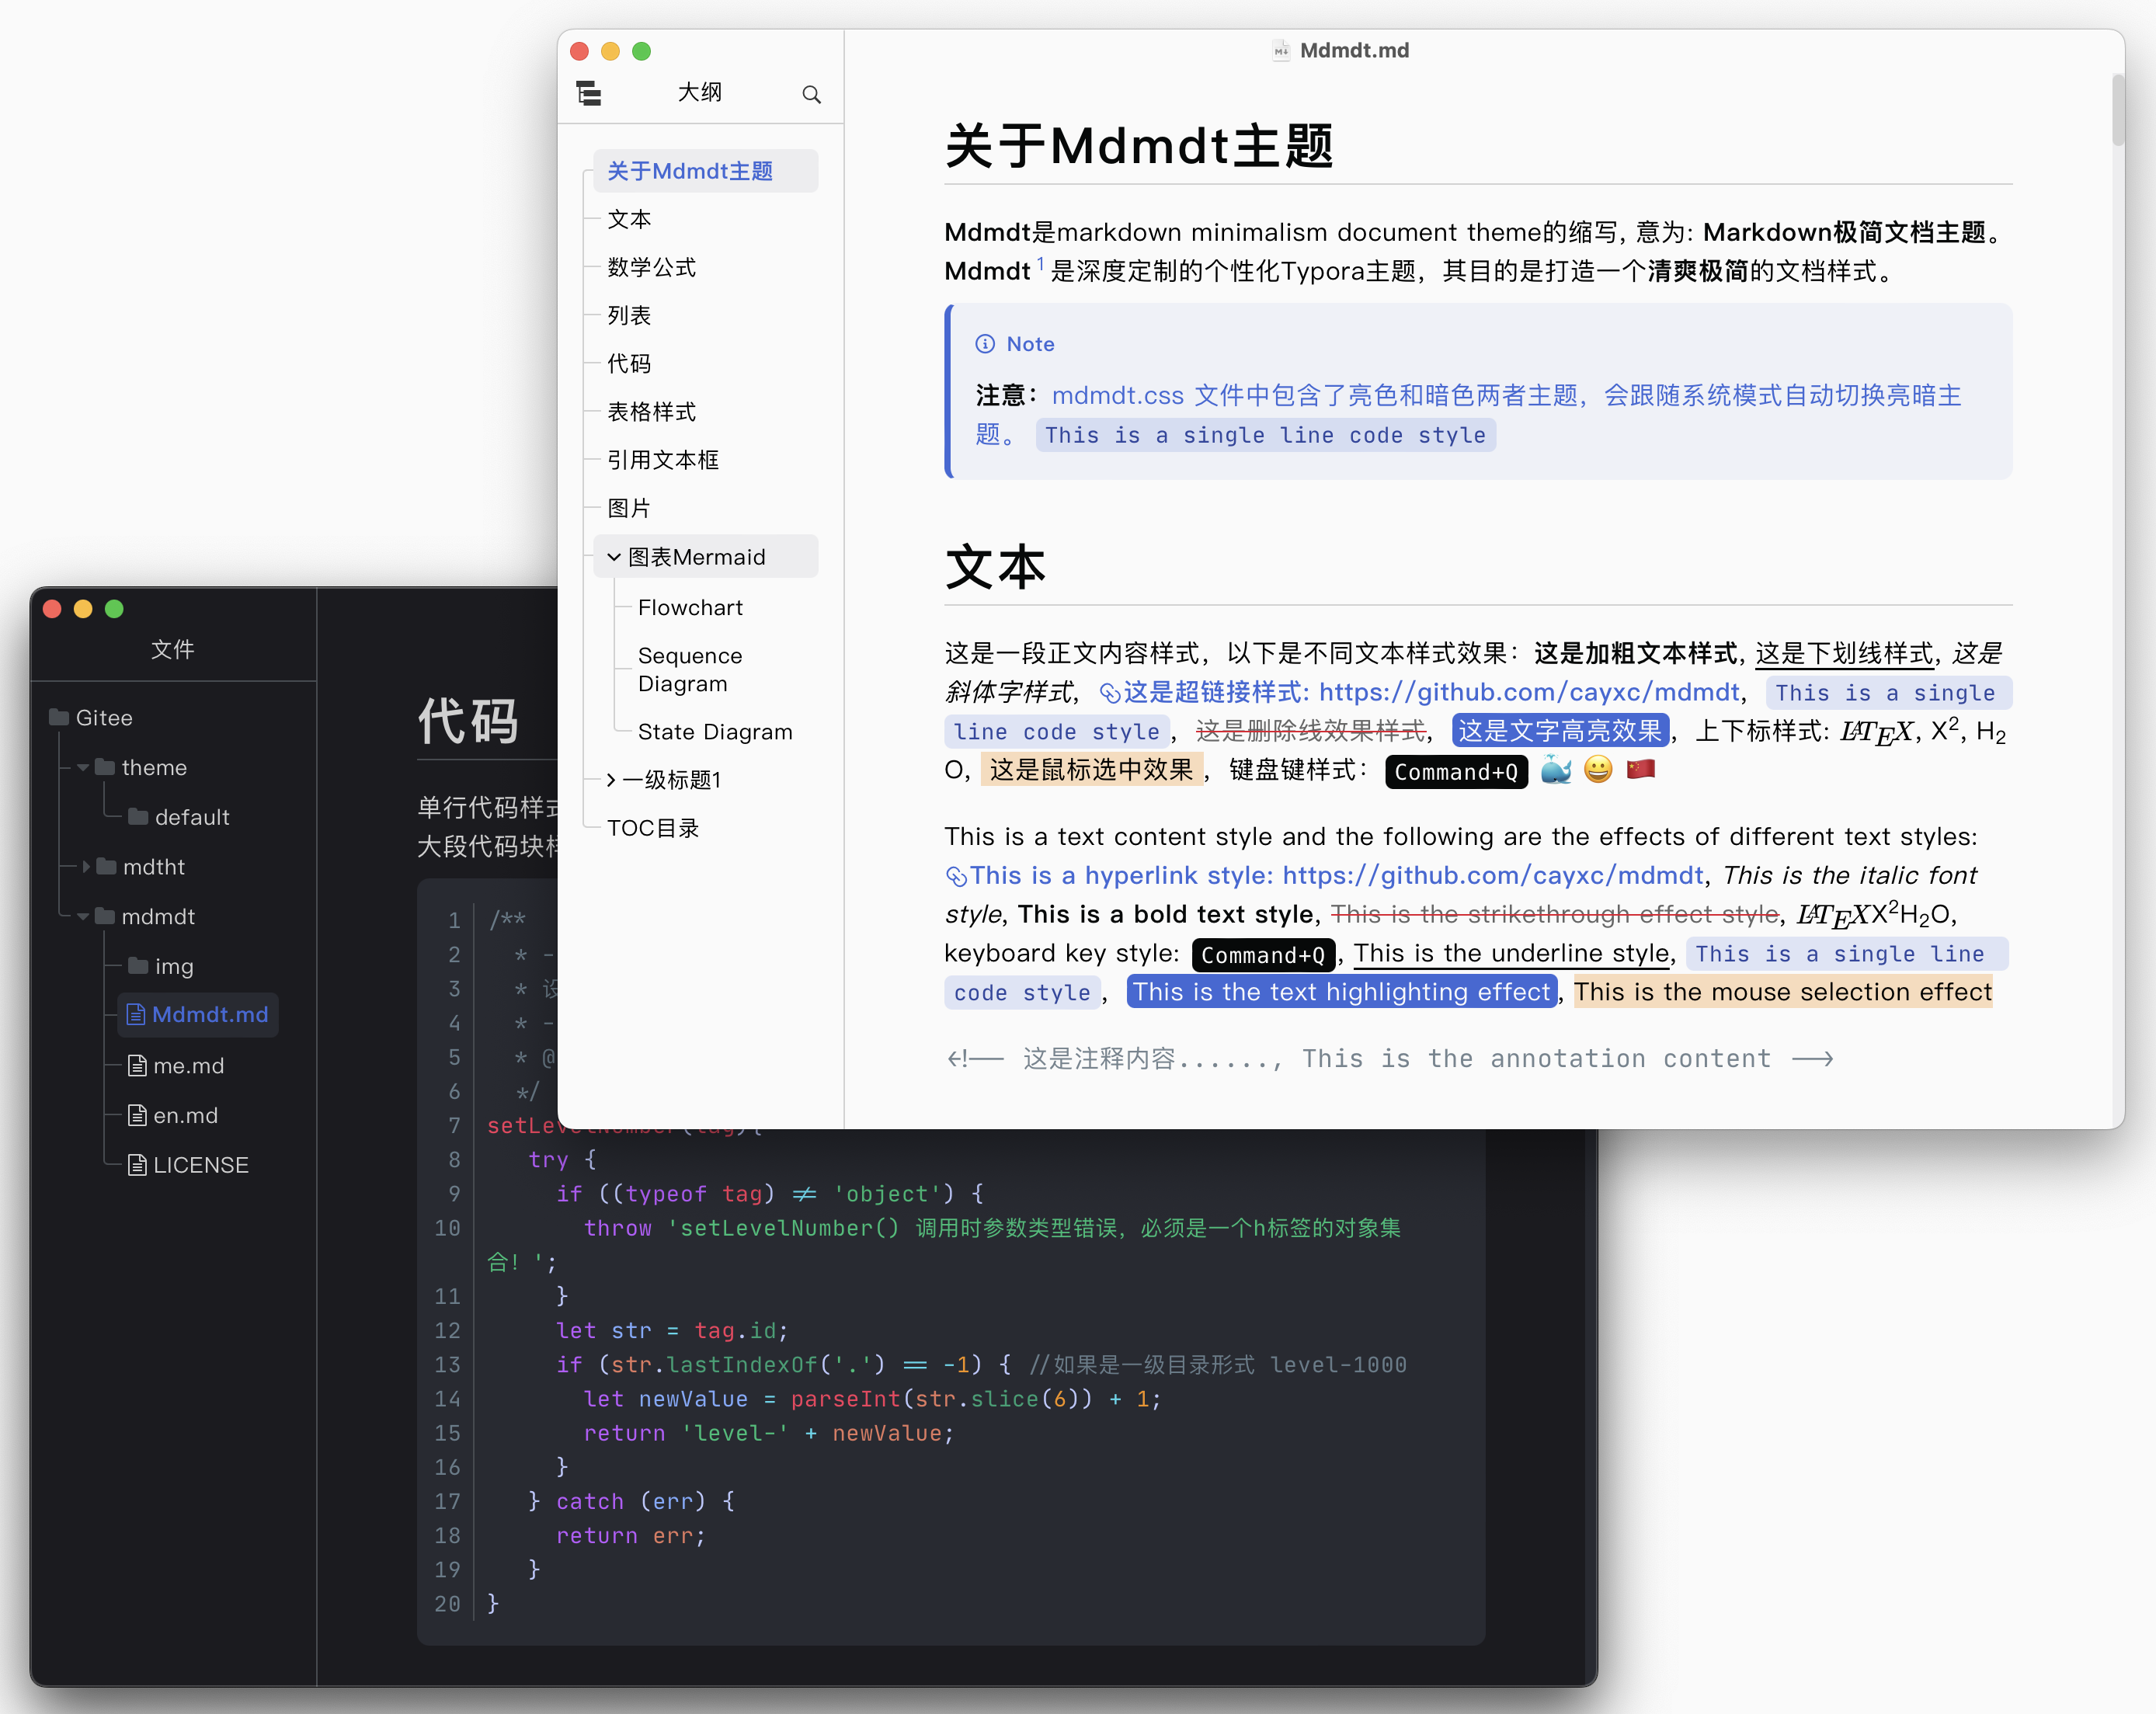 Mdmdt.md
大纲
关于Mdmdt主题
文本
数学公式
列表
代码
表格样式
引用文本框
图片
图表Mermaid
Flowchart
Sequence
Diagram
State Diagram
一级标题1
TOC目录
关于Mdmdt主题
Mdmdt是markdown minimalism document theme的缩写, 意为: Markdown极简文档主题。
Mdmdt 1 是深度定制的个性化Typora主题，其目的是打造一个清爽极简的文档样式。
Note
注意： mdmdt.css 文件中包含了亮色和暗色两者主题，会跟随系统模式自动切换亮暗主
题。 This is a single line code style
文本
这是一段正文内容样式，以下是不同文本样式效果：这是加粗文本样式, 这是下划线样式, 这是
斜体字样式， 这是超链接样式: https://github.com/cayxc/mdmdt, This is a single
line code style, 这是删除线效果样式, 这是文字高亮效果, 上下标样式: LATEX, X², H₂
O, 这是鼠标选中效果 , 键盘键样式： Command+Q 🐳 😀 🇨🇳
This is a text content style and the following are the effects of different text styles:
This is a hyperlink style: https://github.com/cayxc/mdmdt, This is the italic font
style, This is a bold text style, This is the strikethrough effect style, LATEXX²H₂O,
keyboard key style: Command+Q, This is the underline style, This is a single line
code style, This is the text highlighting effect, This is the mouse selection effect
<!-- 这是注释内容......, This is the annotation content -->
文件
Gitee
theme
default
mdtht
mdmdt
img
Mdmdt.md
me.md
en.md
LICENSE
代码
单行代码样式
大段代码块样
1 /**
2 * -
3 * 设
4 * -
5 * @
6 */
7 setLevelNumber(tag){
8 try {
9 if ((typeof tag) != 'object') {
10 throw 'setLevelNumber() 调用时参数类型错误，必须是一个h标签的对象集
合！';
11 }
12 let str = tag.id;
13 if (str.lastIndexOf('.') == -1) { //如果是一级目录形式 level-1000
14 let newValue = parseInt(str.slice(6)) + 1;
15 return 'level-' + newValue;
16 }
17 } catch (err) {
18 return err;
19 }
20 }